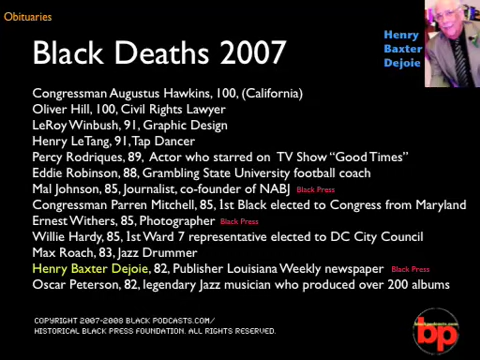 Obituaries
Black Deaths 2007
Henry
Baxter
Dejoie
Congressman Augustus Hawkins, 100, (California)
Oliver Hill, 100, Civil Rights Lawyer
LeRoy Winbush, 91, Graphic Design
Henry LeTang, 91, Tap Dancer
Percy Rodriques, 89, Actor who starred on TV Show “Good Times”
Eddie Robinson, 88, Grambling State University football coach
Mal Johnson, 85, Journalist, co-founder of NABJ Black Press
Congressman Parren Mitchell, 85, 1st Black elected to Congress from Maryland
Ernest Withers, 85, Photographer Black Press
Willie Hardy, 85, 1st Ward 7 representative elected to DC City Council
Max Roach, 83, Jazz Drummer
Henry Baxter Dejoie, 82, Publisher Louisiana Weekly newspaper Black Press
Oscar Peterson, 82, legendary Jazz musician who produced over 200 albums
COPYRIGHT 2007-2008 BLACK PODCASTS.COM/
HISTORICAL BLACK PRESS FOUNDATION. ALL RIGHTS RESERVED.
blackpodcasts.com
bp